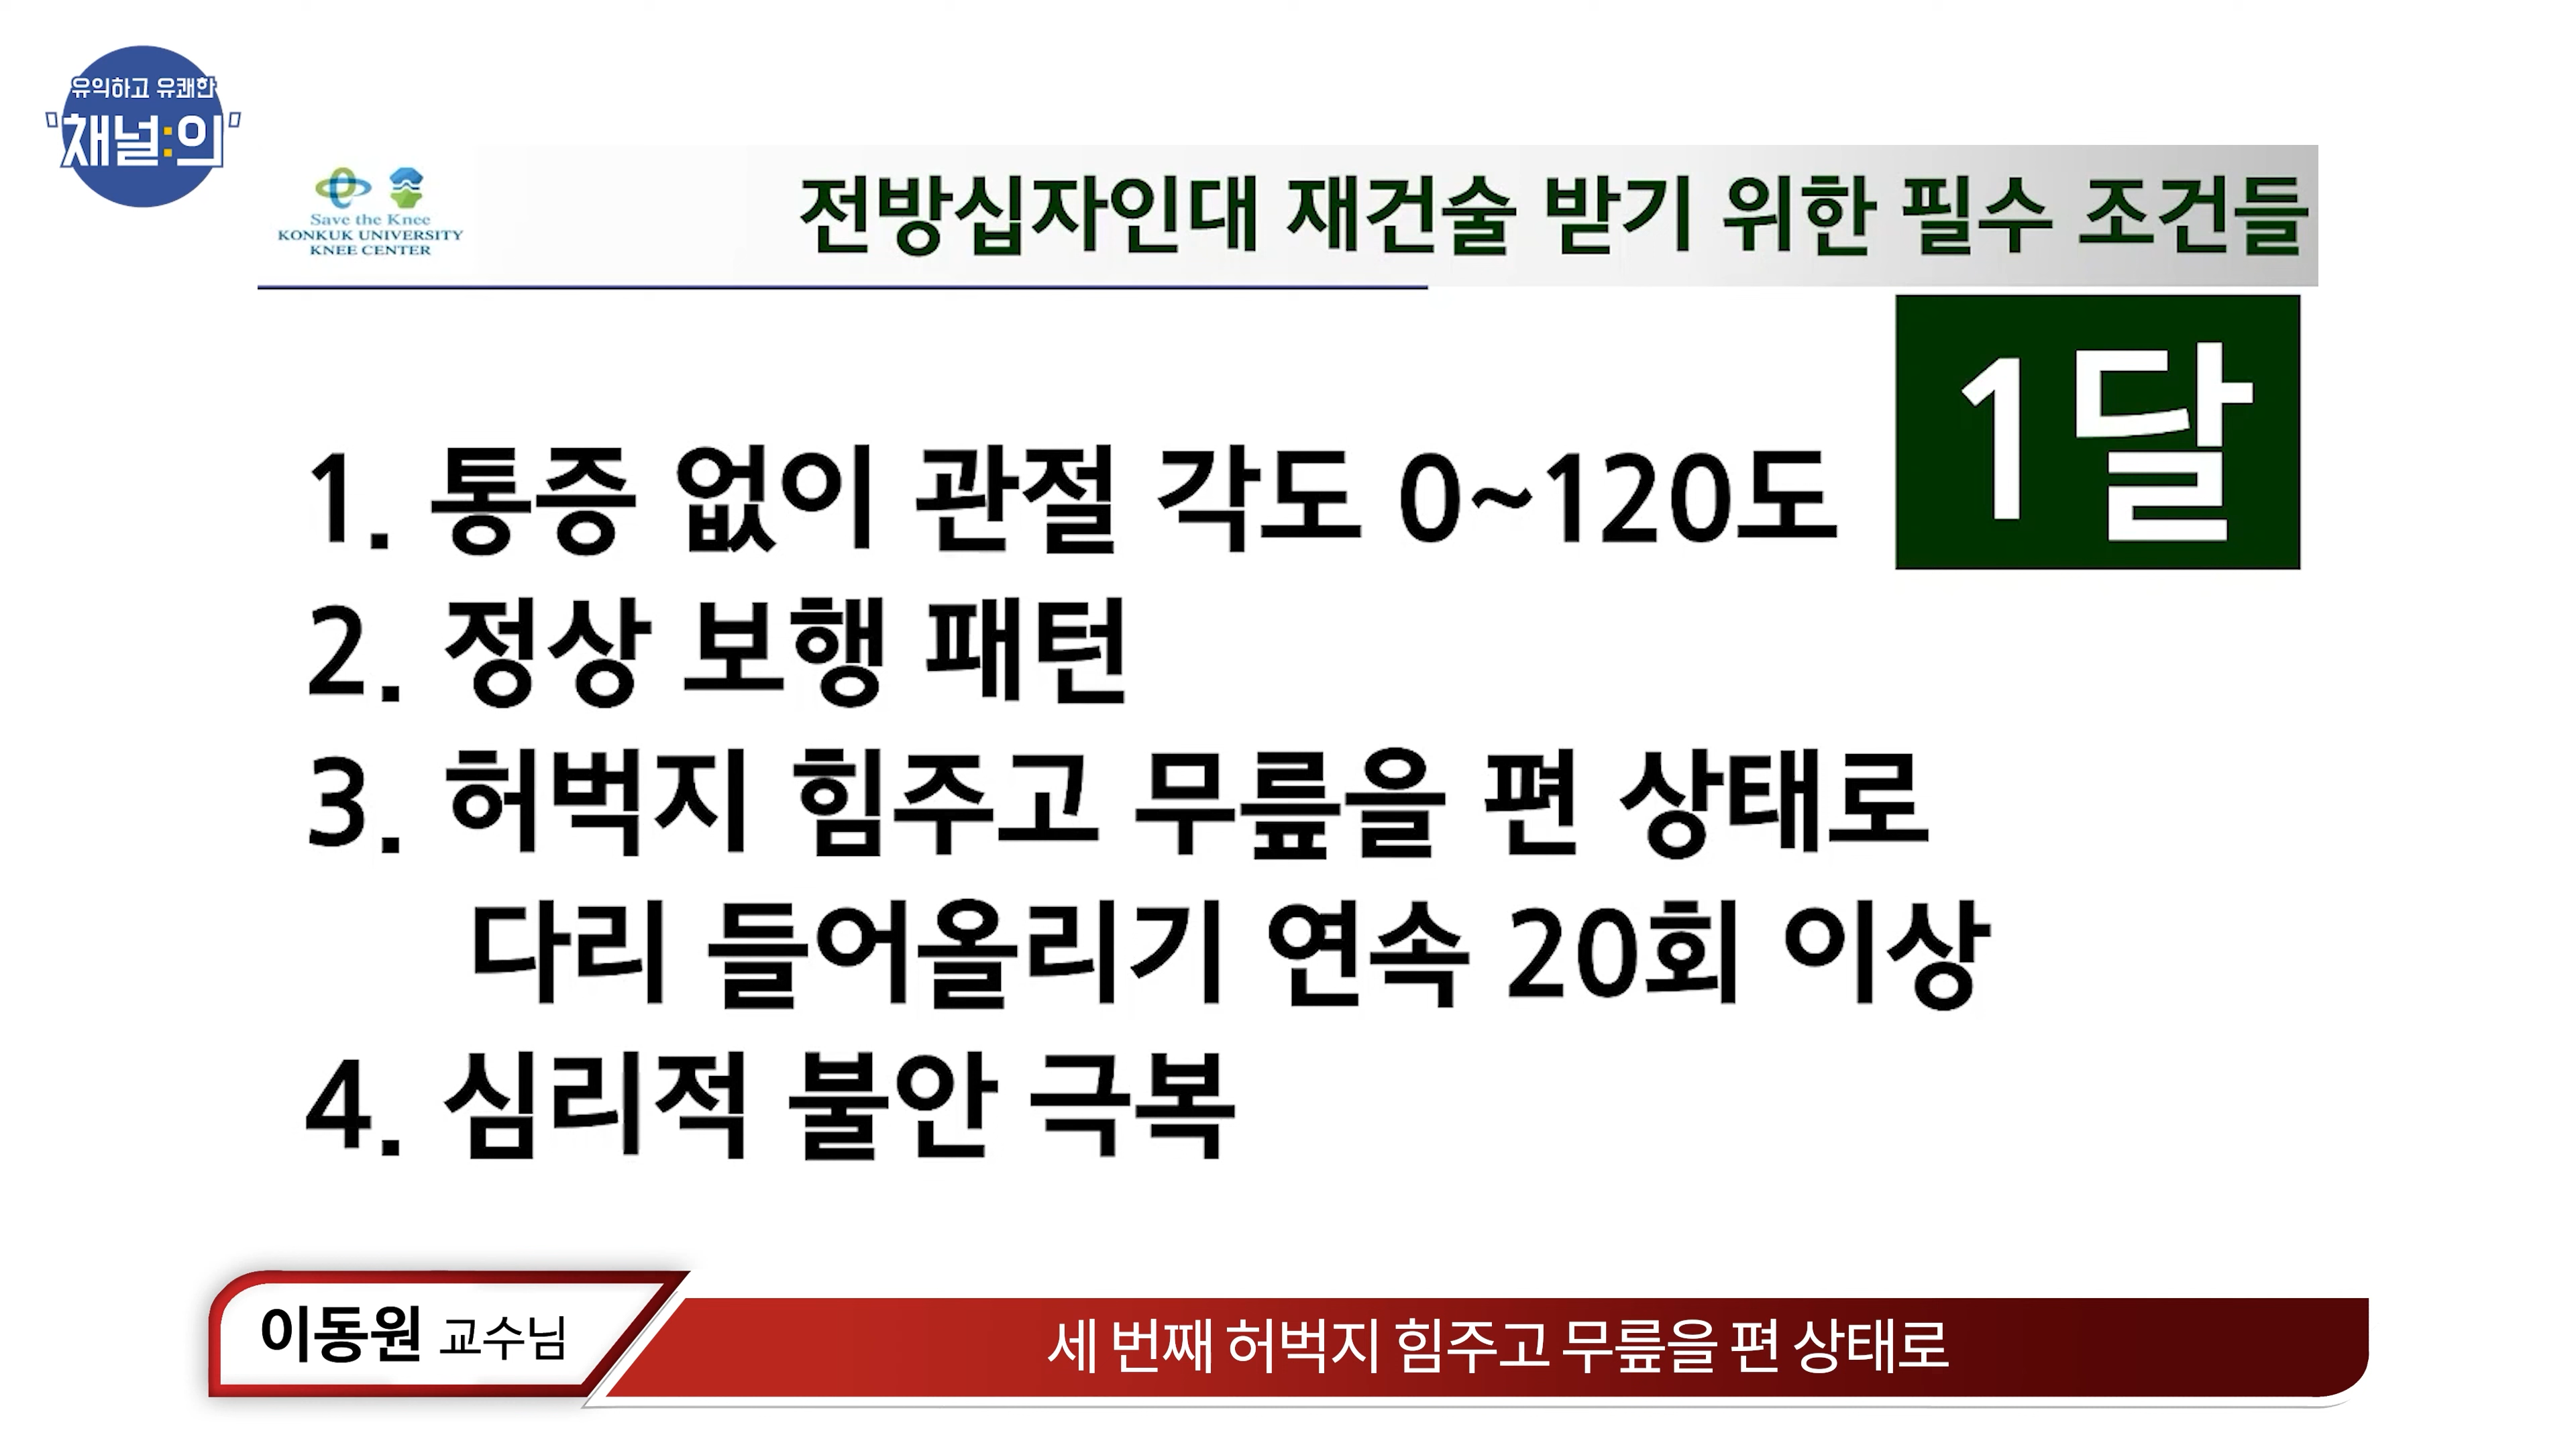 유익하고 유쾌한
'채널:의'
Save the Knee
KONKUK UNIVERSITY
KNEE CENTER
전방십자인대 재건술 받기 위한 필수 조건들
1달
1. 통증 없이 관절 각도 0~120도
2. 정상 보행 패턴
3. 허벅지 힘주고 무릎을 편 상태로
다리 들어올리기 연속 20회 이상
4. 심리적 불안 극복
이동원 교수님
세 번째 허벅지 힘주고 무릎을 편 상태로